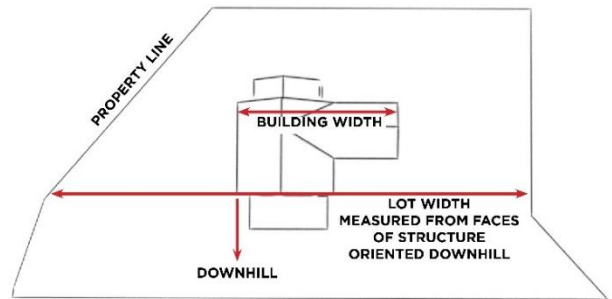 PROPERTY LINE
BUILDING WIDTH
LOT WIDTH
MEASURED FROM FACES
OF STRUCTURE
ORIENTED DOWNHILL
DOWNHILL